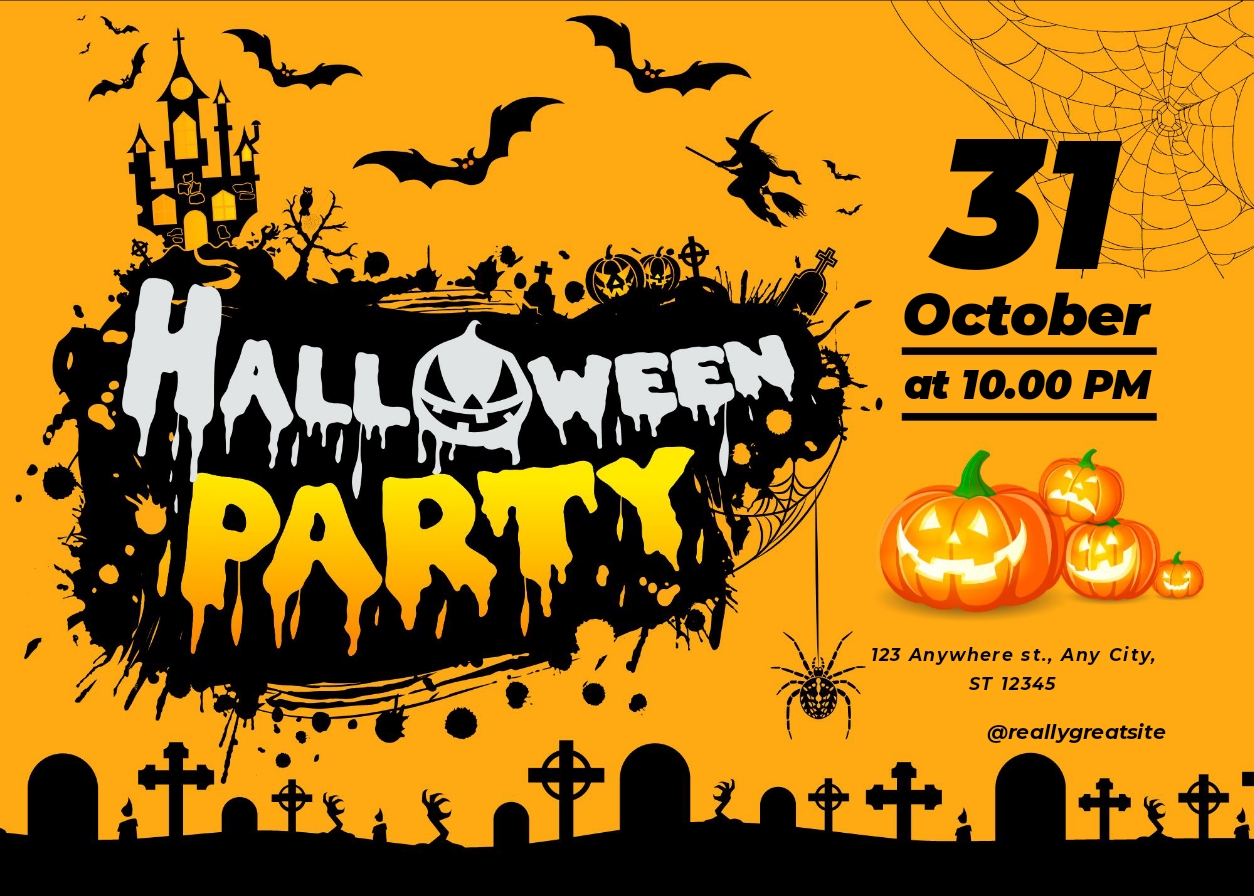 HALLOWEEN
PARTY
31
October
at 10.00 PM
123 Anywhere st., Any City,
ST 12345
@reallygreatsite